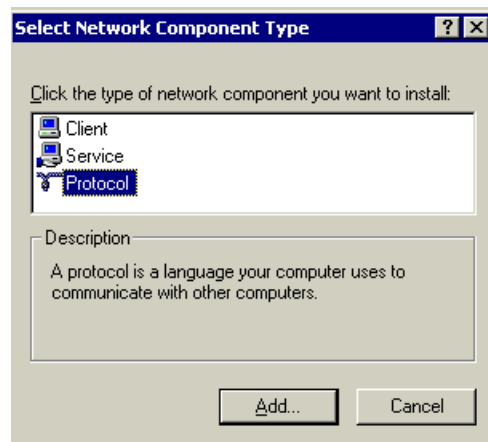 Select Network Component Type
Click the type of network component you want to install:
Client
Service
Protocol
Description
A protocol is a language your computer uses to
communicate with other computers.
Add... Cancel